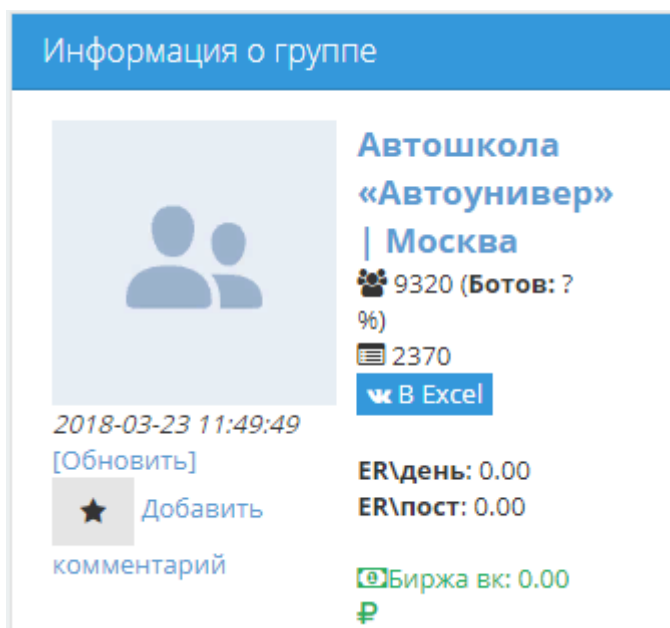 Информация о группе
Автошкола
«Автоунивер»
| Москва
9320 (Ботов: ?
%)
2370
В Excel
2018-03-23 11:49:49
[Обновить]
Добавить
комментарий
ER\день: 0.00
ER\пост: 0.00
Биржа вк: 0.00
₽